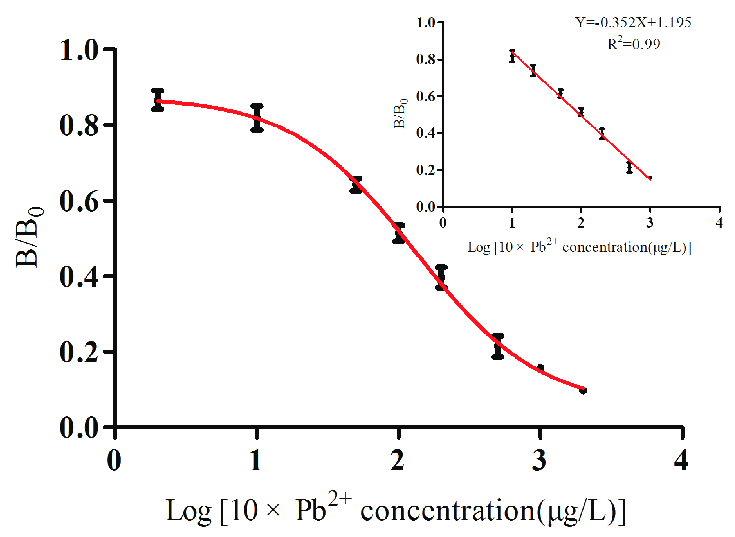 Y=-0.352X+1.195
R²=0.99
1.0
0.8
0.6
0.4
0.2
0.0
B/B₀
0 1 2 3 4
Log [10 × Pb²⁺ concentration(μg/L)]
1.0
0.8
0.6
0.4
0.2
0.0
B/B₀
0 1 2 3 4
Log [10 × Pb²⁺ concentration(μg/L)]